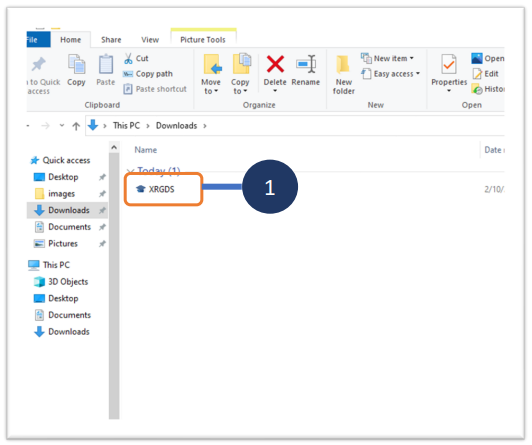 File Home Share View Picture Tools
Cut
Copy path
Paste shortcut
to Quick access
Copy
Paste
Move to
Copy to
Delete
Rename
New folder
New item
Easy access
Properties
Open
Edit
Histo
Clipboard Organize New Open
This PC > Downloads >
Name Date
Quick access
Today (1)
Desktop
XRGDS 1 2/10/
images
Downloads
Documents
Pictures
This PC
3D Objects
Desktop
Documents
Downloads